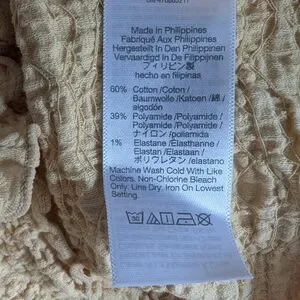 Made In Philippines
Fabriqué Aux Philippines
Hergestellt In Den Philippinen
Vervaardigd In De Filippijnen
フィリピン製
hecho en filipinas
60% Cotton /Coton /
Baumwolle /Katoen /綿 /
algodón
39% Polyamide /Polyamide /
Polyamide /Polyamide /
ナイロン /poliamida
1% Elastane /Elasthanne /
Elastan /Elastaan /
ポリウレタン /elastano
Machine Wash Cold With Like
Colors. Non-Chlorine Bleach
Only. Line Dry. Iron On Lowest
Setting.